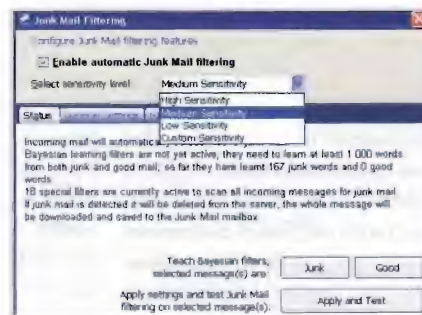 Junk Mail Filtering
Configure Junk Mail filtering features
Enable automatic Junk Mail filtering
Select sensitivity level
Medium Sensitivity
High Sensitivity
Medium Sensitivity
Low Sensitivity
Custom Sensitivity
Status
Incoming mail will automatically
Bayesian learning filters are not yet active, they need to learn at least 1 000 words
from both junk and good mail, so far they have learnt 167 junk words and 0 good
words
18 special filters are currently active to scan all incoming messages for junk mail
If junk mail is detected it will be deleted from the server, the whole message will
be downloaded and saved to the Junk Mail mailbox
Teach Bayesian filters,
selected message(s) are
Junk
Good
Apply settings and test Junk Mail
filtering on selected message(s).
Apply and Test